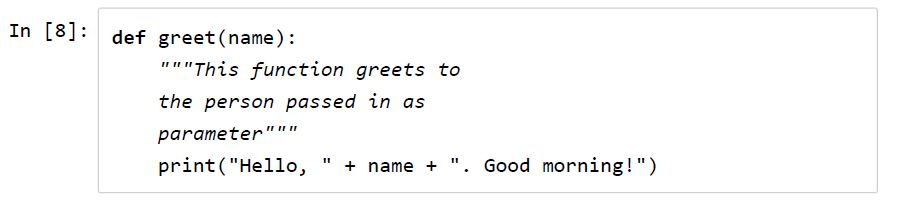 In [8]: def greet(name):
    """This function greets to
    the person passed in as
    parameter"""
    print("Hello, " + name + ". Good morning!")